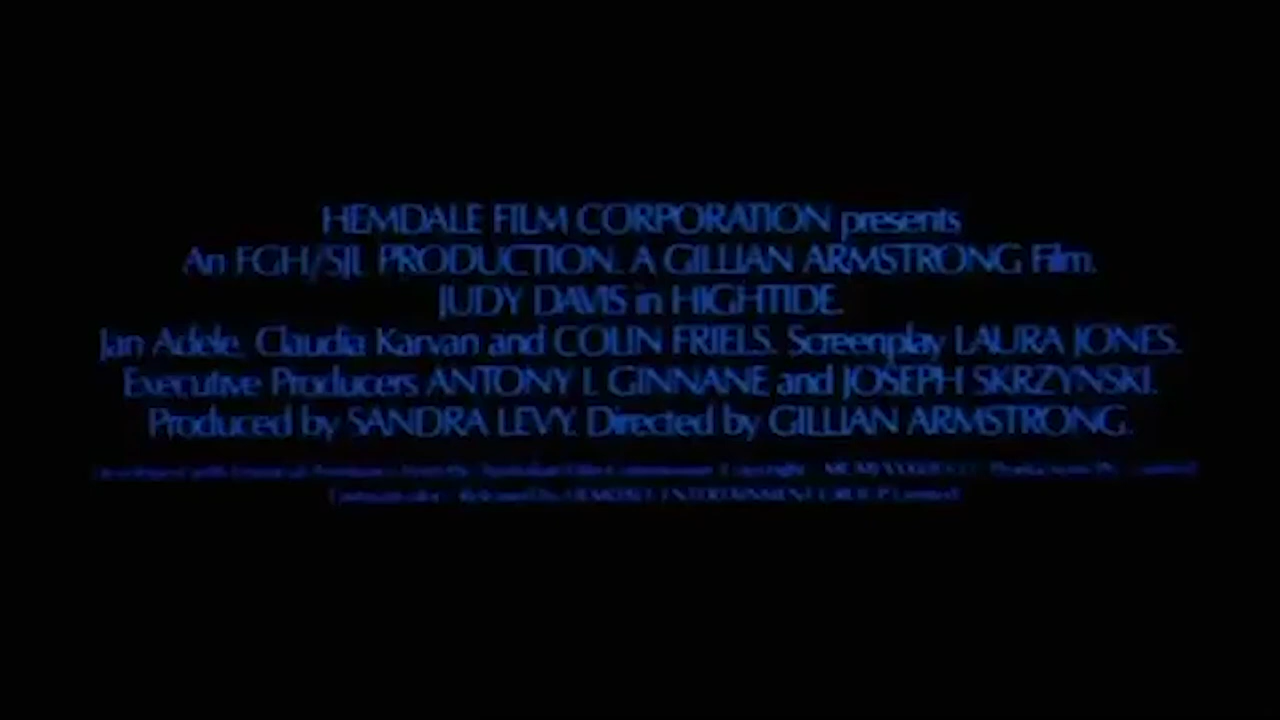 HEMDALE FILM CORPORATION presents
An FGH/SJL PRODUCTION. A GILLIAN ARMSTRONG Film.
JUDY DAVIS in HIGHTIDE.
Jan Adele, Claudia Karvan and COLIN FRIELS. Screenplay LAURA JONES.
Executive Producers ANTONY I. GINNANE and JOSEPH SKRZYNSKI.
Produced by SANDRA LEVY. Directed by GILLIAN ARMSTRONG.